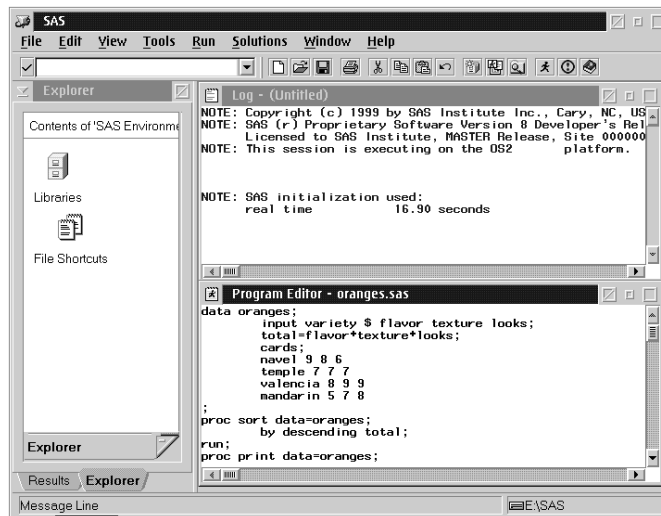 SAS
File Edit View Tools Run Solutions Window Help
Explorer
Contents of 'SAS Environme
Libraries
File Shortcuts
Explorer
Results Explorer
Log - (Untitled)
NOTE: Copyright (c) 1999 by SAS Institute Inc., Cary, NC, US
NOTE: SAS (r) Proprietary Software Version 8 Developer's Rel
Licensed to SAS Institute, MASTER Release, Site 000000
NOTE: This session is executing on the OS2 platform.
NOTE: SAS initialization used:
real time 16.90 seconds
Program Editor - oranges.sas
data oranges;
input variety $ flavor texture looks;
total=flavor+texture+looks;
cards;
navel 9 8 6
temple 7 7 7
valencia 8 9 9
mandarin 5 7 8
;
proc sort data=oranges;
by descending total;
run;
proc print data=oranges;
Message Line
E:\SAS